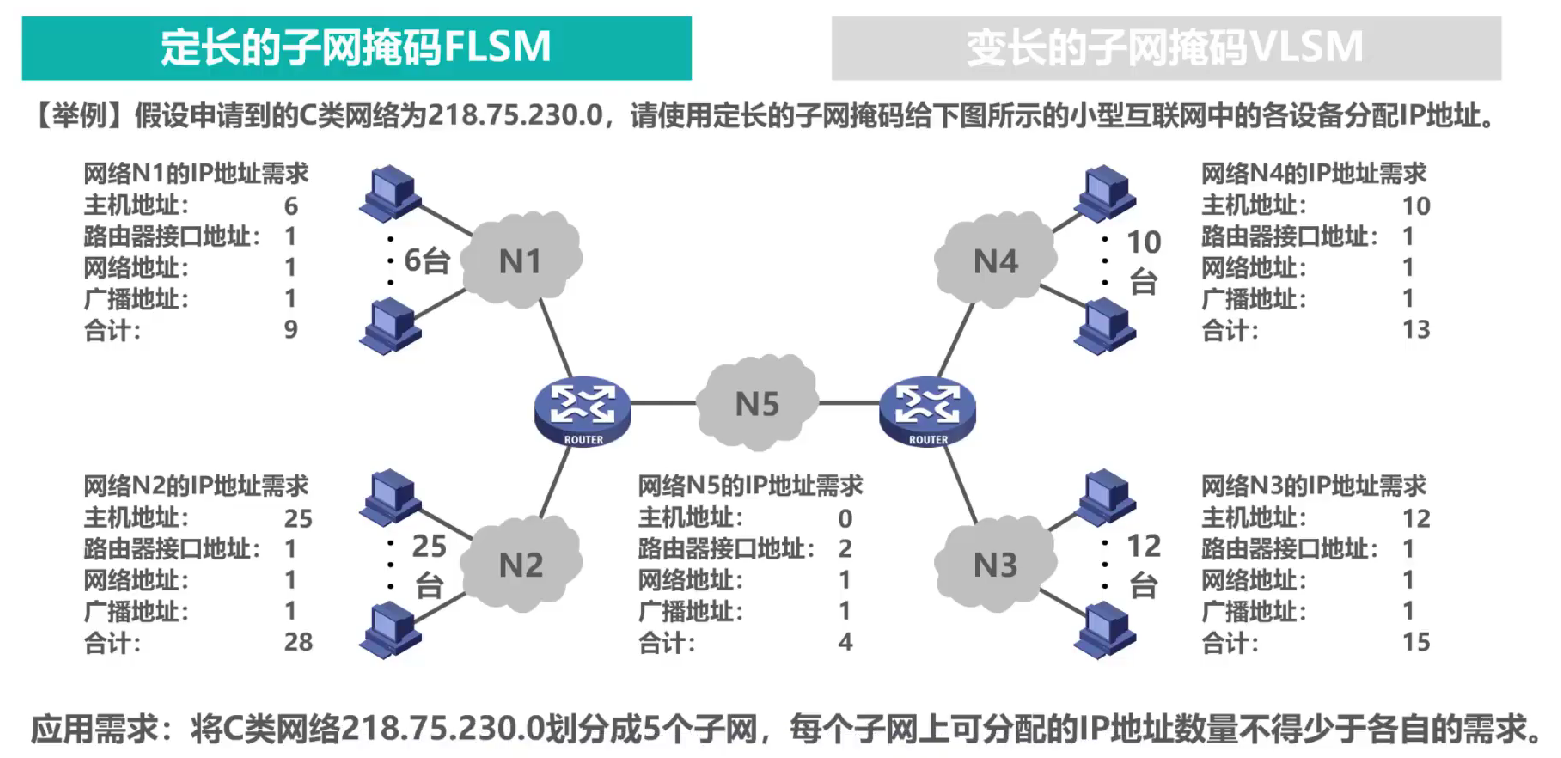 定长的子网掩码FLSM
变长的子网掩码VLSM
【举例】假设申请到的C类网络为218.75.230.0，请使用定长的子网掩码给下图所示的小型互联网中的各设备分配IP地址。
网络N1的IP地址需求
主机地址： 6
路由器接口地址： 1
网络地址： 1
广播地址： 1
合计： 9
6台
N1
N4
10
台
网络N4的IP地址需求
主机地址： 10
路由器接口地址： 1
网络地址： 1
广播地址： 1
合计： 13
ROUTER
N5
ROUTER
网络N2的IP地址需求
主机地址： 25
路由器接口地址： 1
网络地址： 1
广播地址： 1
合计： 28
25
台
N2
网络N5的IP地址需求
主机地址： 0
路由器接口地址： 2
网络地址： 1
广播地址： 1
合计： 4
N3
12
台
网络N3的IP地址需求
主机地址： 12
路由器接口地址： 1
网络地址： 1
广播地址： 1
合计： 15
应用需求：将C类网络218.75.230.0划分成5个子网，每个子网上可分配的IP地址数量不得少于各自的需求。